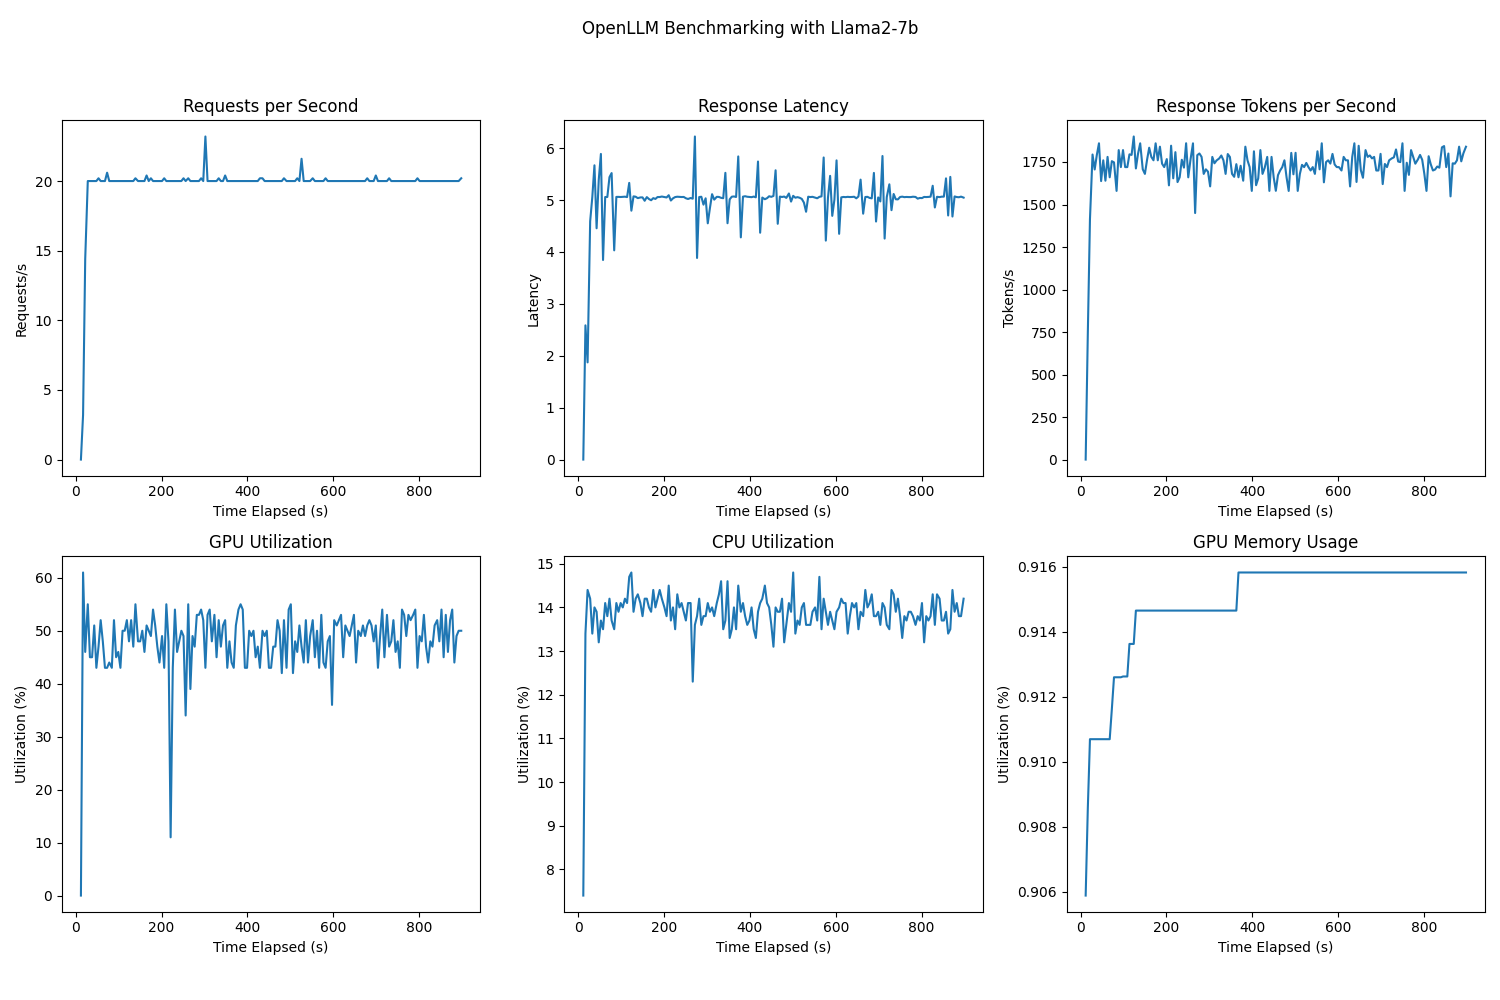 OpenLLM Benchmarking with Llama2-7b
Requests per Second
Requests/s
20
15
10
5
0
0 200 400 600 800
Time Elapsed (s)
Response Latency
Latency
6
5
4
3
2
1
0
0 200 400 600 800
Time Elapsed (s)
Response Tokens per Second
Tokens/s
1750
1500
1250
1000
750
500
250
0
0 200 400 600 800
Time Elapsed (s)
GPU Utilization
Utilization (%)
60
50
40
30
20
10
0
0 200 400 600 800
Time Elapsed (s)
CPU Utilization
Utilization (%)
15
14
13
12
11
10
9
8
0 200 400 600 800
Time Elapsed (s)
GPU Memory Usage
Utilization (%)
0.916
0.914
0.912
0.910
0.908
0.906
0 200 400 600 800
Time Elapsed (s)